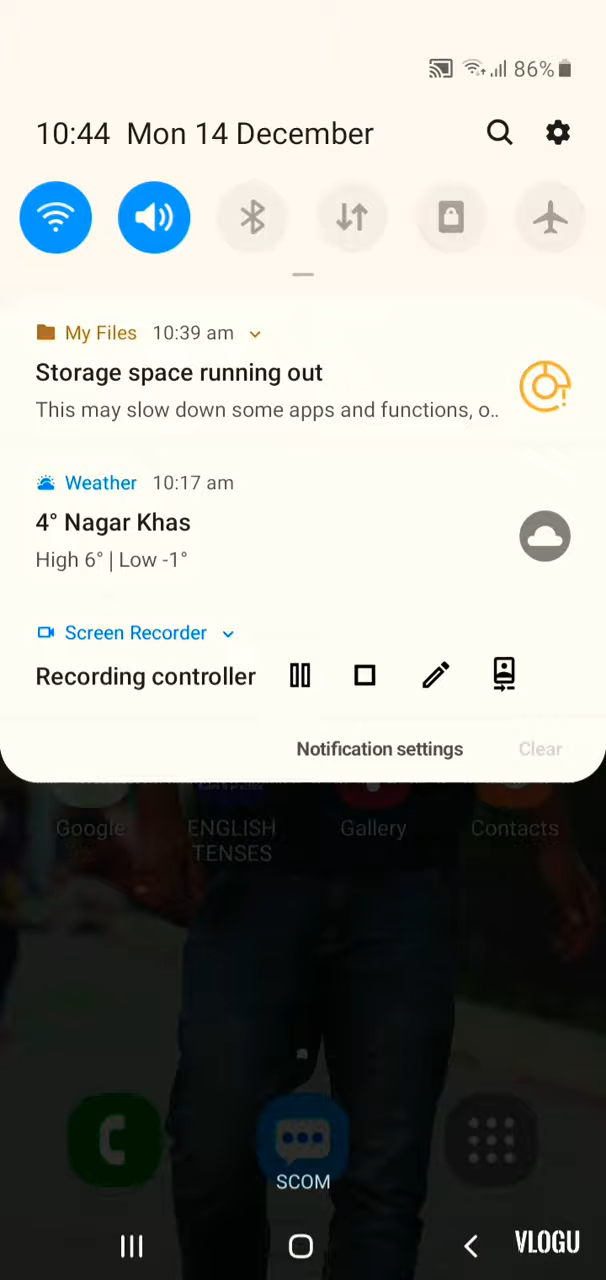 86%
10:44 Mon 14 December
My Files 10:39 am
Storage space running out
This may slow down some apps and functions, o..
Weather 10:17 am
4° Nagar Khas
High 6° | Low -1°
Screen Recorder
Recording controller
Notification settings Clear
Google ENGLISH TENSES Gallery Contacts
SCOM
VLOGU